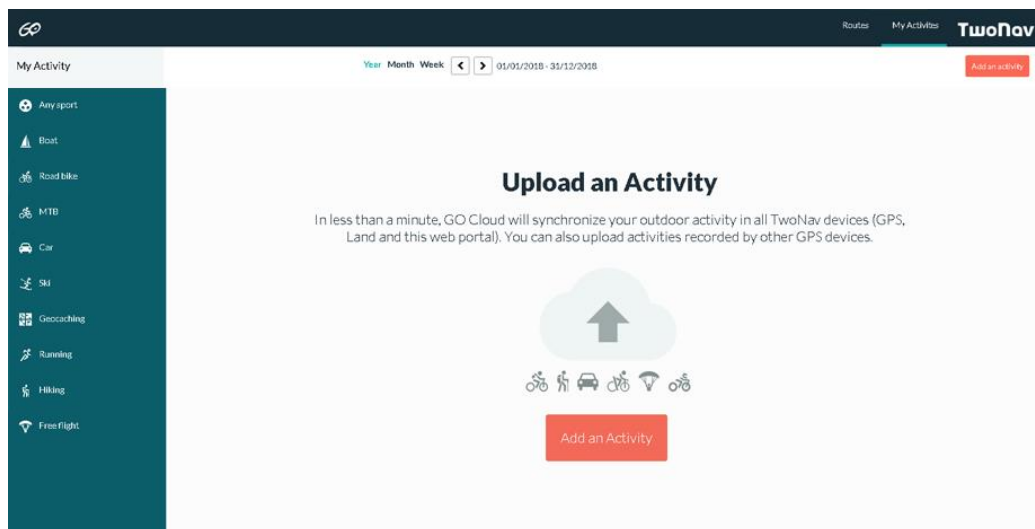 GO
Routes My Activites TwoNav
My Activity
Year Month Week 01/01/2018 - 31/12/2018
Add an activity
Any sport
Boat
Road bike
MTB
Car
Ski
Geocaching
Running
Hiking
Free flight
Upload an Activity
In less than a minute, GO Cloud will synchronize your outdoor activity in all TwoNav devices (GPS,
Land and this web portal). You can also upload activities recorded by other GPS devices.
Add an Activity